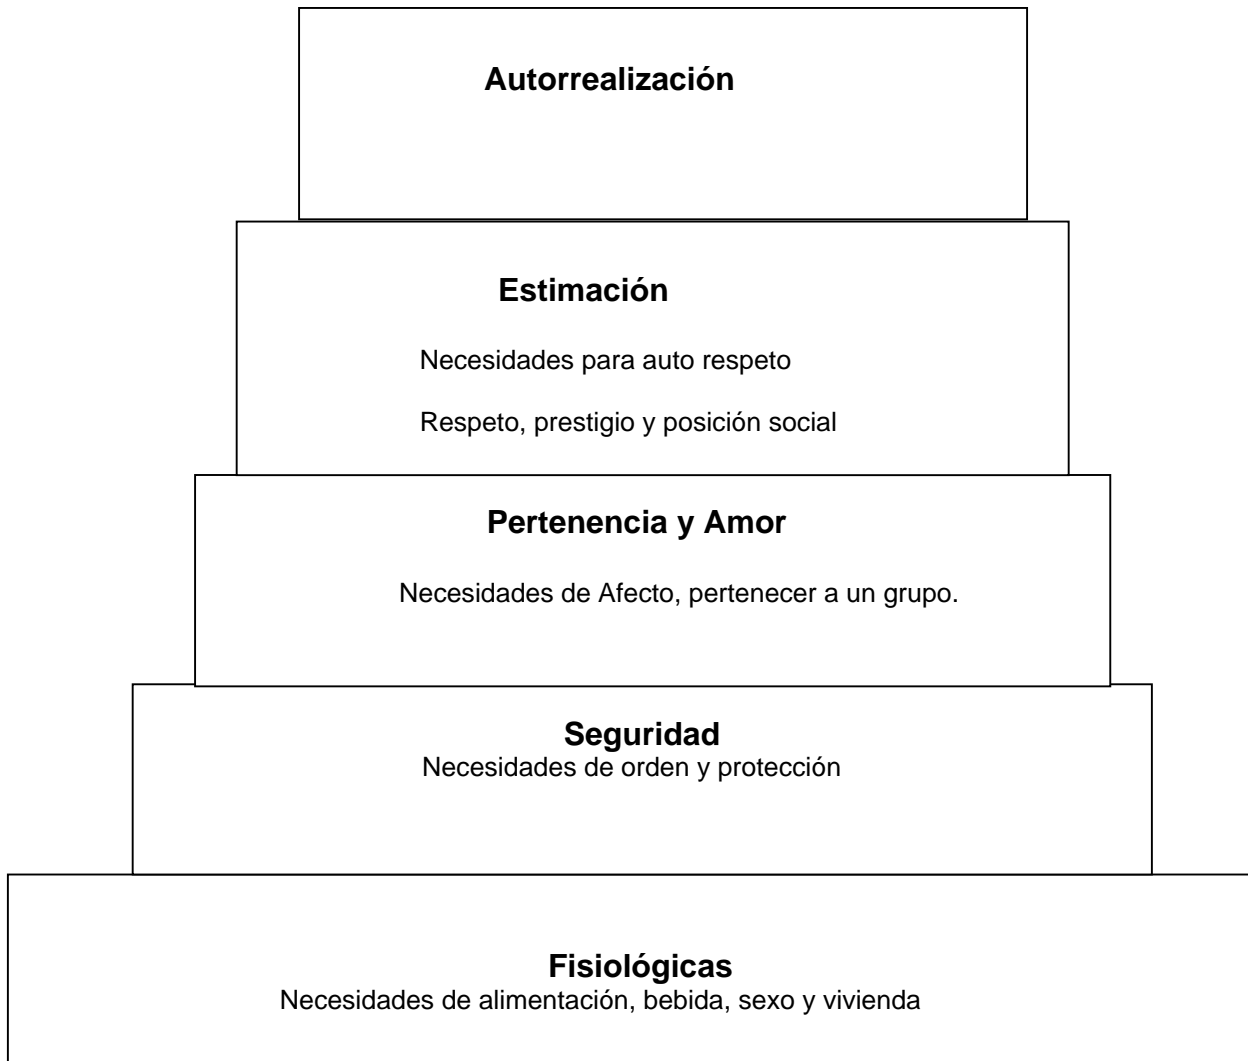 Autorrealización
Estimación
Necesidades para auto respeto
Respeto, prestigio y posición social
Pertenencia y Amor
Necesidades de Afecto, pertenecer a un grupo.
Seguridad
Necesidades de orden y protección
Fisiológicas
Necesidades de alimentación, bebida, sexo y vivienda